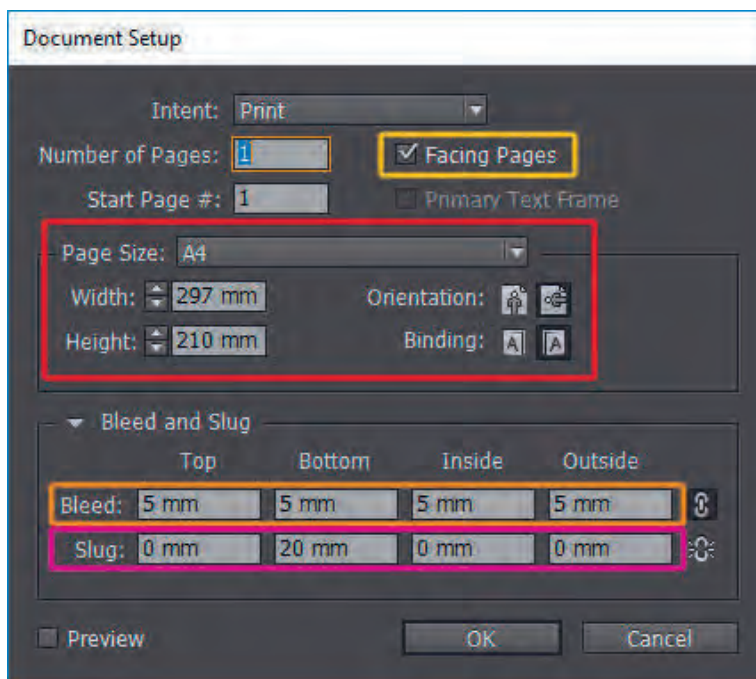 Document Setup
Intent: Print
Number of Pages: 1 Facing Pages
Start Page #: 1 Primary Text Frame
Page Size: A4
Width: 297 mm Orientation:
Height: 210 mm Binding: A A
Bleed and Slug
Top Bottom Inside Outside
Bleed: 5 mm 5 mm 5 mm 5 mm
Slug: 0 mm 20 mm 0 mm 0 mm
Preview OK Cancel